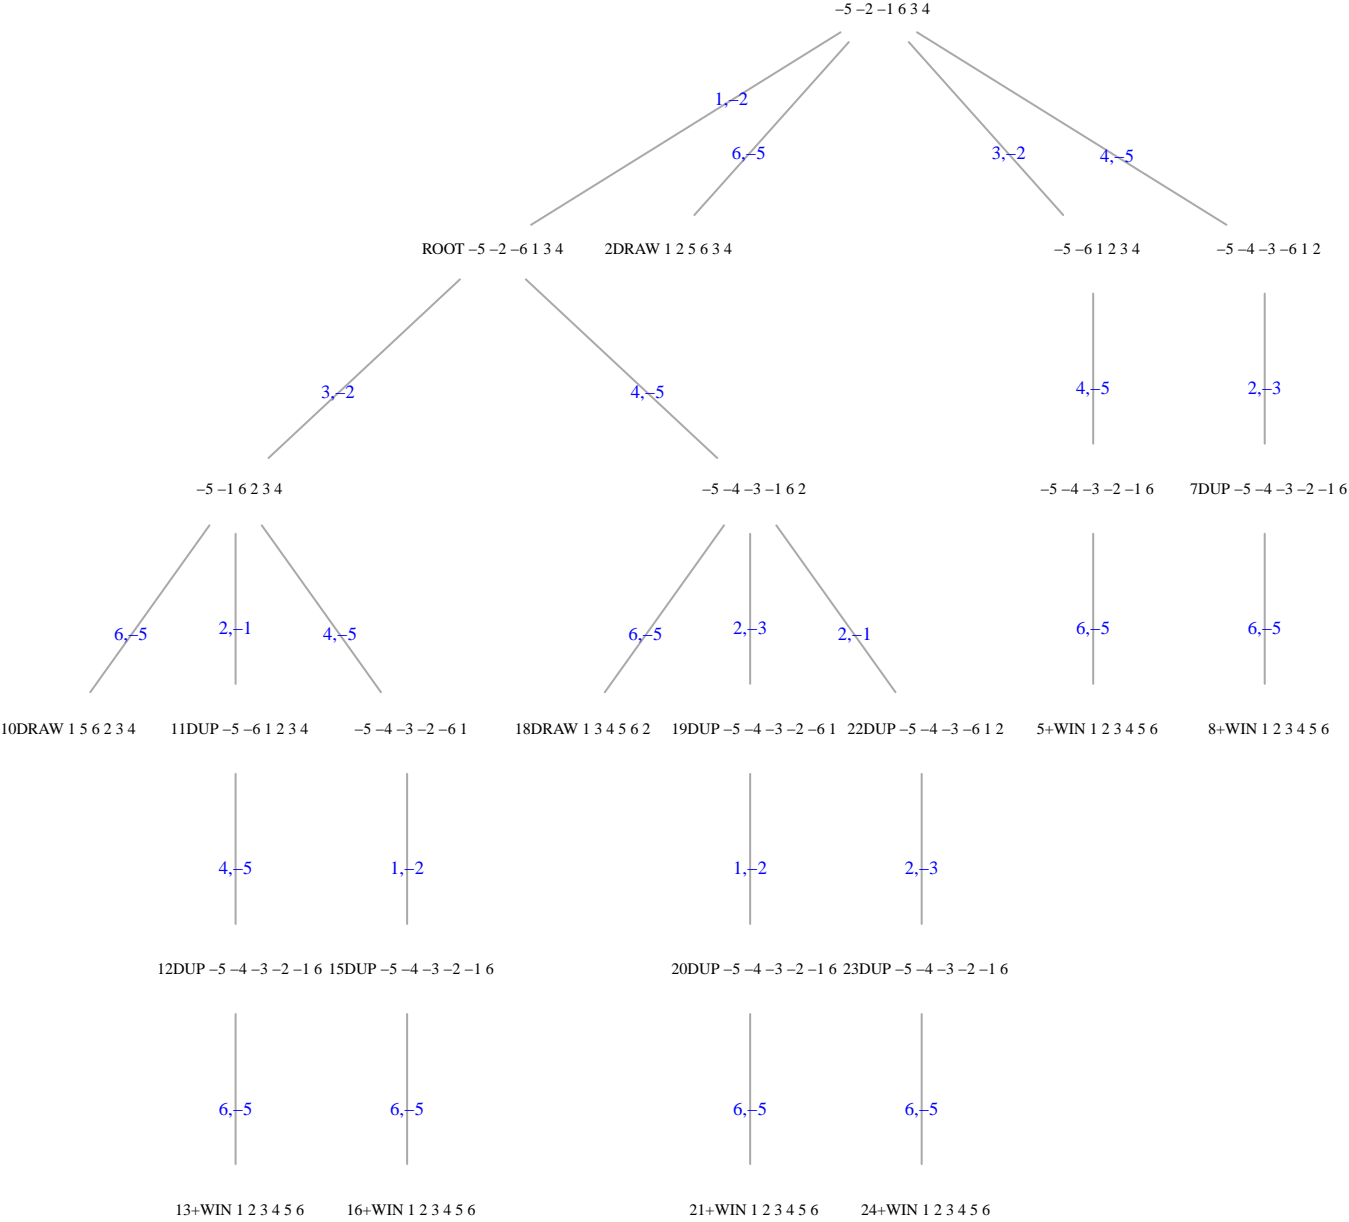 −5 −2 −1 6 3 4
1,−2
6,−5
3,−2
4,−5
ROOT −5 −2 −6 1 3 4
2DRAW 1 2 5 6 3 4
−5 −6 1 2 3 4
−5 −4 −3 −6 1 2
3,−2
4,−5
4,−5
2,−3
−5 −1 6 2 3 4
−5 −4 −3 −1 6 2
−5 −4 −3 −2 −1 6
7DUP −5 −4 −3 −2 −1 6
6,−5
2,−1
4,−5
6,−5
2,−3
2,−1
6,−5
6,−5
10DRAW 1 5 6 2 3 4
11DUP −5 −6 1 2 3 4
−5 −4 −3 −2 −6 1
18DRAW 1 3 4 5 6 2
19DUP −5 −4 −3 −2 −6 1
22DUP −5 −4 −3 −6 1 2
5+WIN 1 2 3 4 5 6
8+WIN 1 2 3 4 5 6
4,−5
1,−2
1,−2
2,−3
12DUP −5 −4 −3 −2 −1 6
15DUP −5 −4 −3 −2 −1 6
20DUP −5 −4 −3 −2 −1 6
23DUP −5 −4 −3 −2 −1 6
6,−5
6,−5
6,−5
6,−5
13+WIN 1 2 3 4 5 6
16+WIN 1 2 3 4 5 6
21+WIN 1 2 3 4 5 6
24+WIN 1 2 3 4 5 6